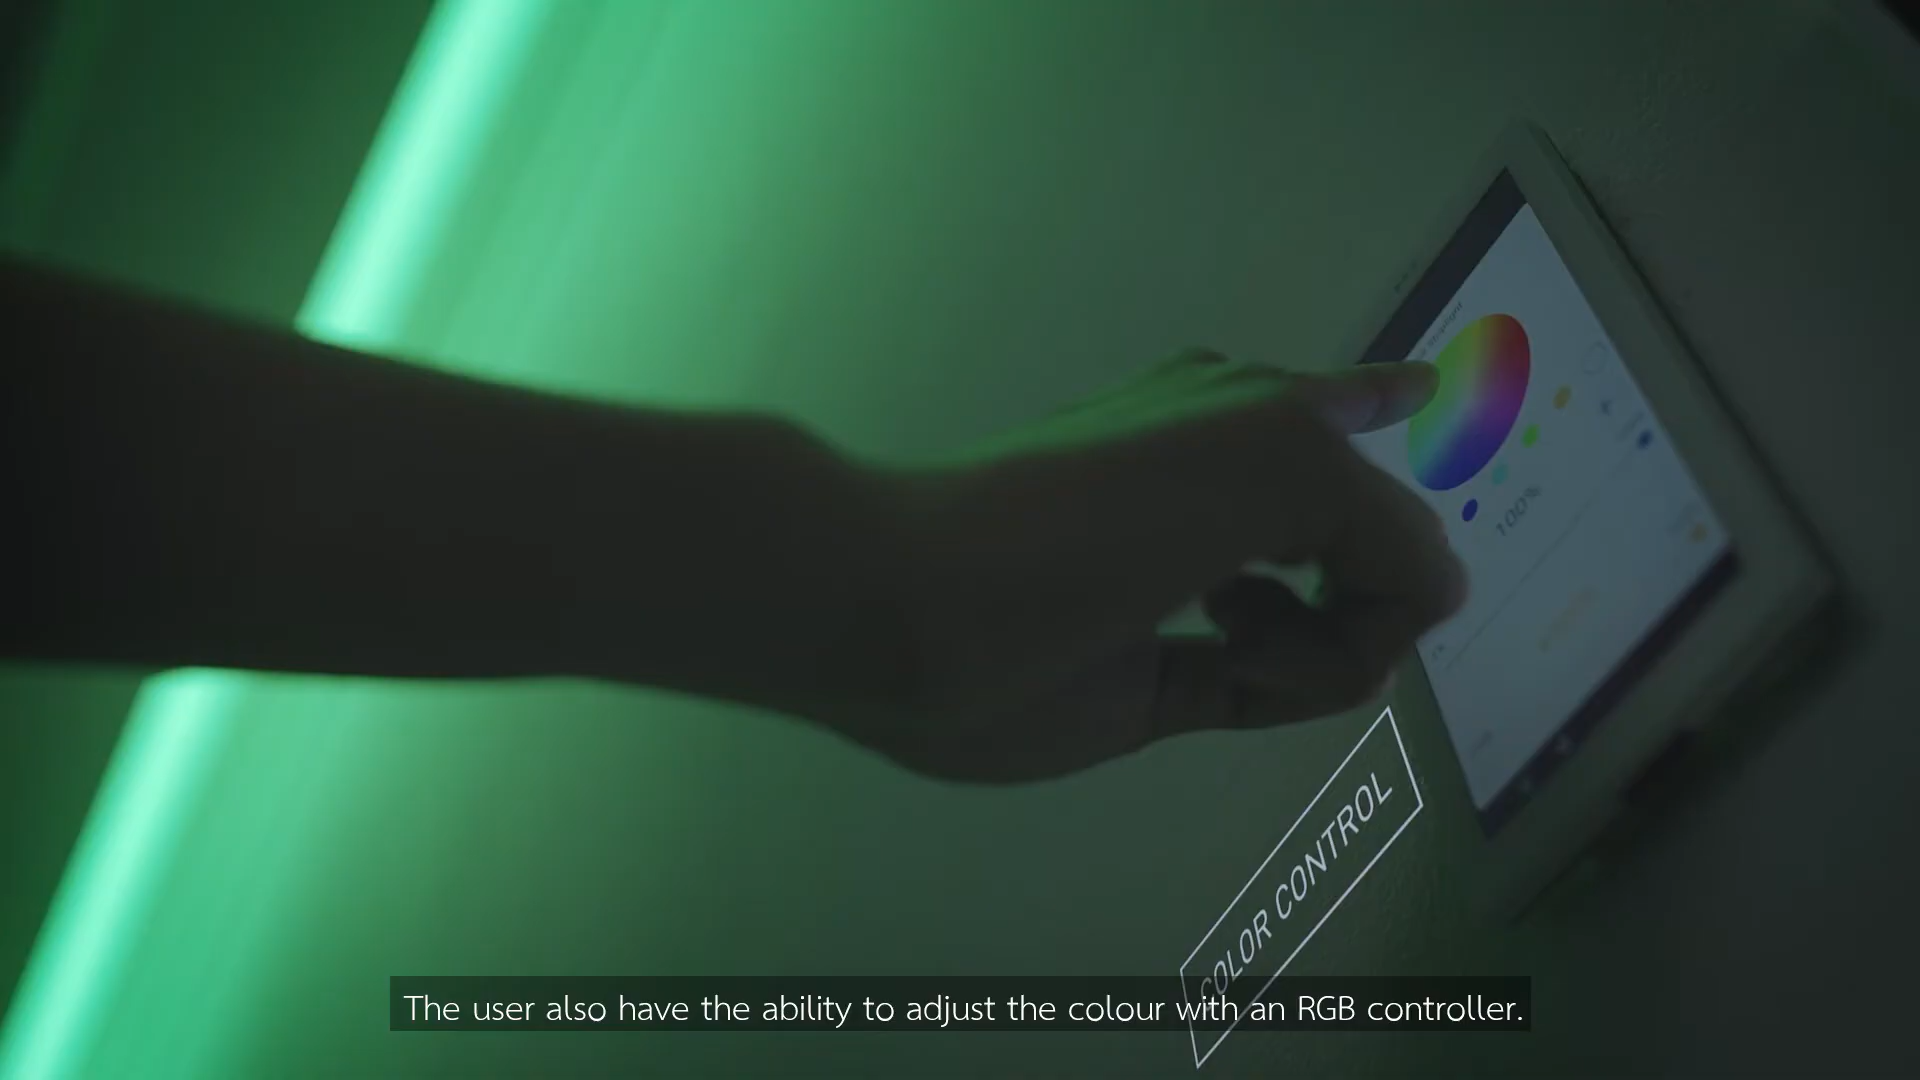 100%
COLOR CONTROL
The user also have the ability to adjust the colour with an RGB controller.